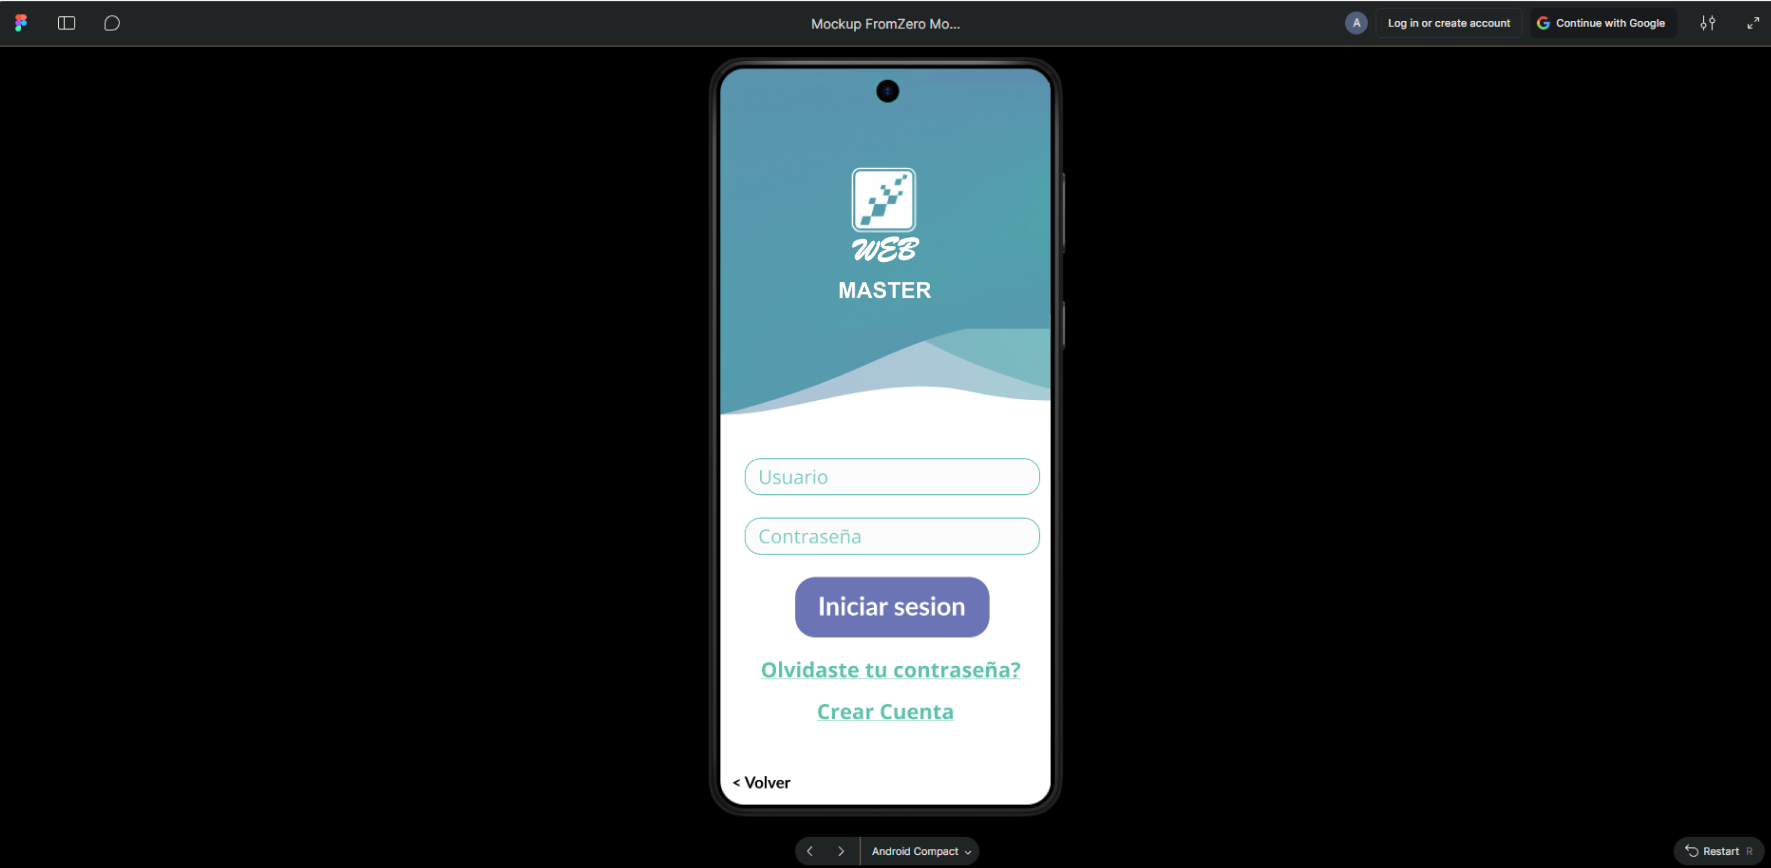 Mockup FromZero Mo...
A
Log in or create account
Continue with Google
WEB
MASTER
Usuario
Contraseña
Iniciar sesion
Olvidaste tu contraseña?
Crear Cuenta
< Volver
Android Compact
Restart R